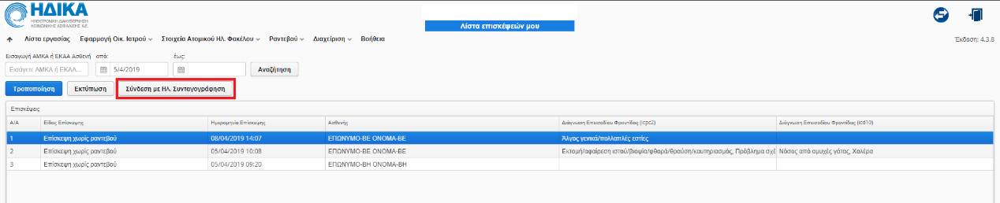 ΗΔΙΚΑ
ΗΛΕΚΤΡΟΝΙΚΗ ΔΙΑΚΥΒΕΡΝΗΣΗ
ΚΟΙΝΩΝΙΚΗΣ ΑΣΦΑΛΙΣΗΣ Α.Ε.
Λίστα επισκέψεών μου
Λίστα εργασίας Εφαρμογή Οικ. Ιατρού Στοιχεία Ατομικού Ηλ. Φακέλου Ραντεβού Διαχείριση Βοήθεια
Έκδοση: 4.3.8
Εισαγωγή ΑΜΚΑ ή ΕΚΑΑ Ασθενή από: έως:
Εισάγετε ΑΜΚΑ ή ΕΚΑΑ... 5/4/2019 Αναζήτηση
Τροποποίηση Εκτύπωση Σύνδεση με Ηλ. Συνταγογράφηση
Επισκέψεις
Α/Α Είδος Επίσκεψης Ημερομηνία Επίσκεψης Ασθενής Διάγνωση Επεισοδίου Φροντίδας (icpc2) Διάγνωση Επεισοδίου Φροντίδας (icd10)
1 Επίσκεψη χωρίς ραντεβού 08/04/2019 14:07 ΕΠΩΝΥΜΟ-ΒΕ ΟΝΟΜΑ-ΒΕ Άλγος γενικά/πολλαπλές εστίες
2 Επίσκεψη χωρίς ραντεβού 05/04/2019 10:08 ΕΠΩΝΥΜΟ-ΒΕ ΟΝΟΜΑ-ΒΕ Εκτομή/αφαίρεση ιστού/βιοψία/φθορά/θραύση/καυτηριασμός, Πρόβλημα σχέ Νόσος από αμυχές γάτας, Χολέρα
3 Επίσκεψη χωρίς ραντεβού 05/04/2019 09:20 ΕΠΩΝΥΜΟ-ΒΗ ΟΝΟΜΑ-ΒΗ